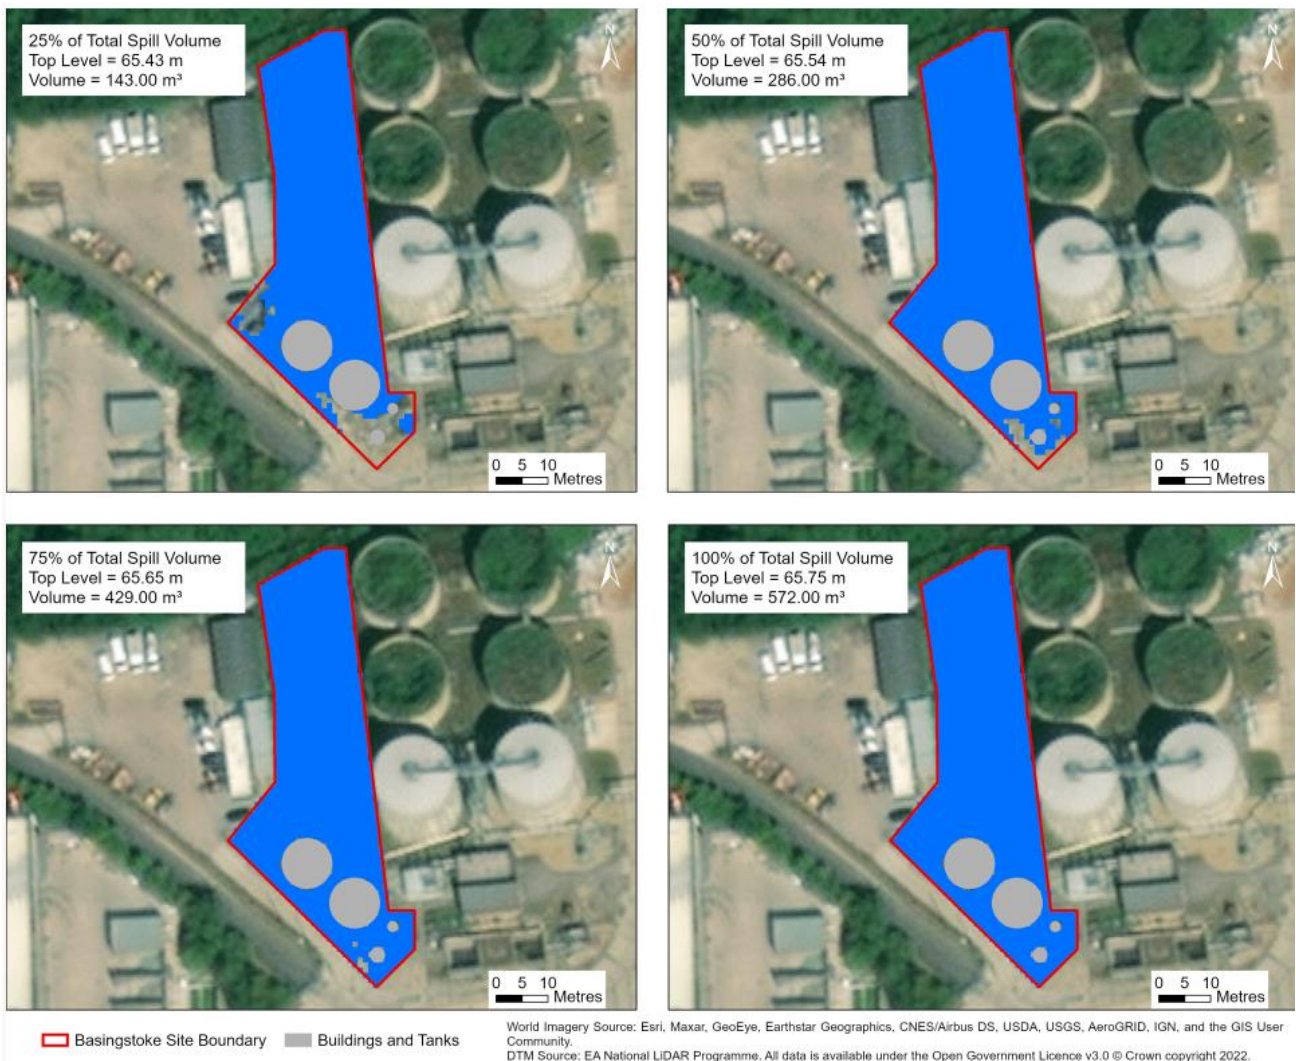 25% of Total Spill Volume
Top Level = 65.43 m
Volume = 143.00 m³
N
0 5 10
Metres
50% of Total Spill Volume
Top Level = 65.54 m
Volume = 286.00 m³
N
0 5 10
Metres
75% of Total Spill Volume
Top Level = 65.65 m
Volume = 429.00 m³
N
0 5 10
Metres
100% of Total Spill Volume
Top Level = 65.75 m
Volume = 572.00 m³
N
0 5 10
Metres
Basingstoke Site Boundary
Buildings and Tanks
World Imagery Source: Esri, Maxar, GeoEye, Earthstar Geographics, CNES/Airbus DS, USDA, USGS, AeroGRID, IGN, and the GIS User
Community.
DTM Source: EA National LiDAR Programme. All data is available under the Open Government Licence v3.0 © Crown copyright 2022.